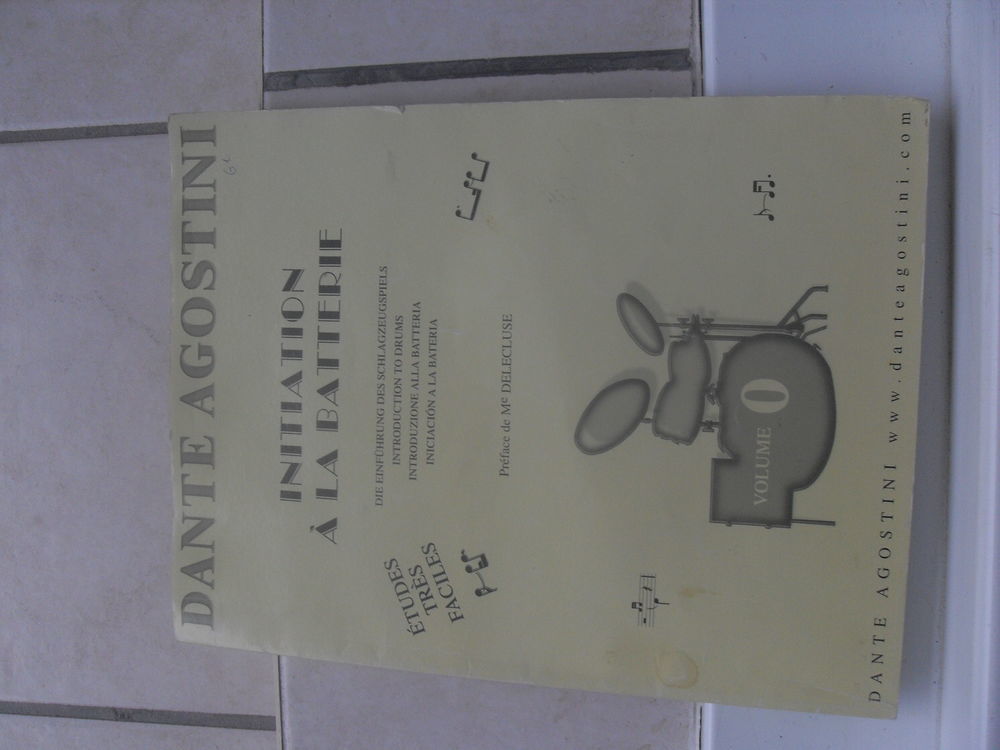 DANTE AGOSTINI
INITIATION
À LA BATTERIE
DIE EINFÜHRUNG DES SCHLAGZEUGSPIELS
INTRODUCTION TO DRUMS
INTRODUZIONE ALLA BATTERIA
INICIACIÓN A LA BATERIA
ÉTUDES
TRÈS
FACILES
Préface de Me DELECLUSE
VOLUME 0
DANTE AGOSTINI www.danteagostini.com